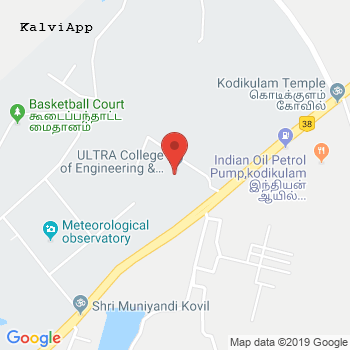 KalviApp
Kodikulam Temple
கொடிக்குளம்
கோவில்
Basketball Court
கூடைப்பந்தாட்ட
மைதானம்
38
ULTRA College
of Engineering &...
Indian Oil Petrol
Pump,kodikulam
இந்தியன்
ஆயில்...
Meteorological
observatory
Shri Muniyandi Kovil
Google
Map data ©2019 Google